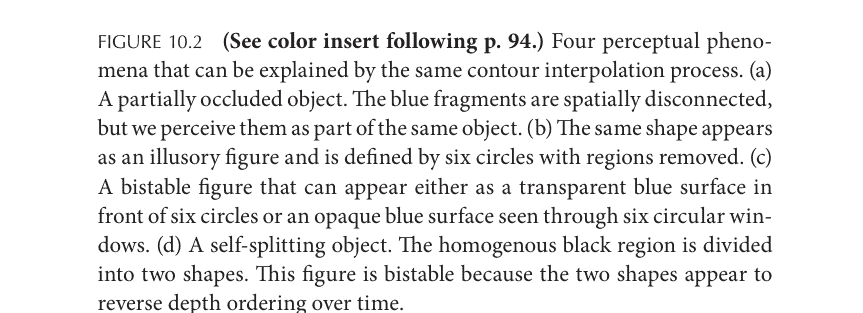 FIGURE 10.2 (See color insert following p. 94.) Four perceptual pheno-
mena that can be explained by the same contour interpolation process. (a)
A partially occluded object. The blue fragments are spatially disconnected,
but we perceive them as part of the same object. (b) The same shape appears
as an illusory figure and is defined by six circles with regions removed. (c)
A bistable figure that can appear either as a transparent blue surface in
front of six circles or an opaque blue surface seen through six circular win-
dows. (d) A self-splitting object. The homogenous black region is divided
into two shapes. This figure is bistable because the two shapes appear to
reverse depth ordering over time.